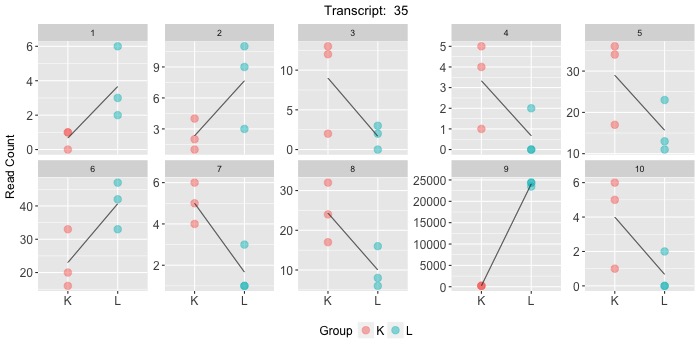 Transcript: 35
1 2 3 4 5
6 4 2 0
9 6 3
10 5 0
5 4 3 2 1 0
30 20 10
6 7 8 9 10
40 30 20
6 4 2
30 20 10
25000 20000 15000 10000 5000 0
6 4 2 0
K L K L K L K L K L
Read Count
Group K L